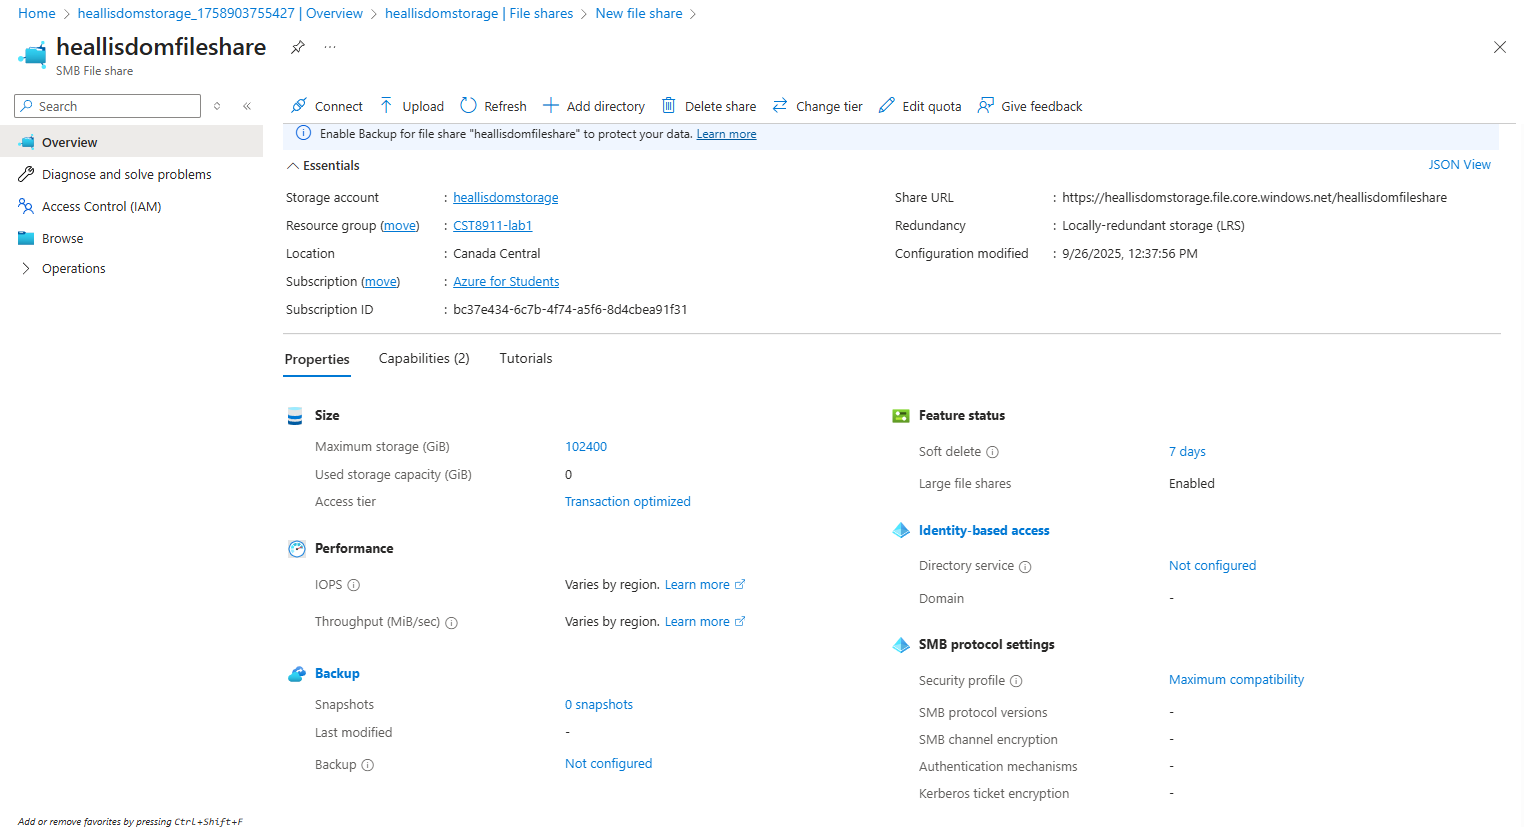 Home > heallisdomstorage_1758903755427 | Overview > heallisdomstorage | File shares > New file share >
heallisdomfileshare
SMB File share
Search
Connect Upload Refresh Add directory Delete share Change tier Edit quota Give feedback
Overview
Diagnose and solve problems
Access Control (IAM)
Browse
Operations
Enable Backup for file share "heallisdomfileshare" to protect your data. Learn more
Essentials
JSON View
Storage account : heallisdomstorage
Resource group (move) : CST8911-lab1
Location : Canada Central
Subscription (move) : Azure for Students
Subscription ID : bc37e434-6c7b-4f74-a5f6-8d4cbea91f31
Share URL : https://heallisdomstorage.file.core.windows.net/heallisdomfileshare
Redundancy : Locally-redundant storage (LRS)
Configuration modified : 9/26/2025, 12:37:56 PM
Properties Capabilities (2) Tutorials
Size
Maximum storage (GiB) 102400
Used storage capacity (GiB) 0
Access tier Transaction optimized
Performance
IOPS Varies by region. Learn more
Throughput (MiB/sec) Varies by region. Learn more
Backup
Snapshots 0 snapshots
Last modified -
Backup Not configured
Feature status
Soft delete 7 days
Large file shares Enabled
Identity-based access
Directory service Not configured
Domain -
SMB protocol settings
Security profile Maximum compatibility
SMB protocol versions -
SMB channel encryption -
Authentication mechanisms -
Kerberos ticket encryption -
Add or remove favorites by pressing Ctrl+Shift+F